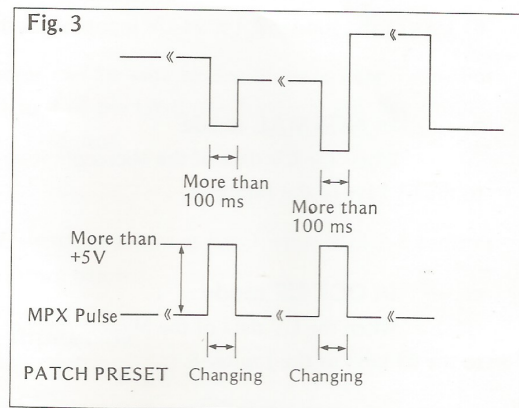 Fig. 3
More than
100 ms
More than
100 ms
More than
+5V
MPX Pulse
PATCH PRESET Changing Changing